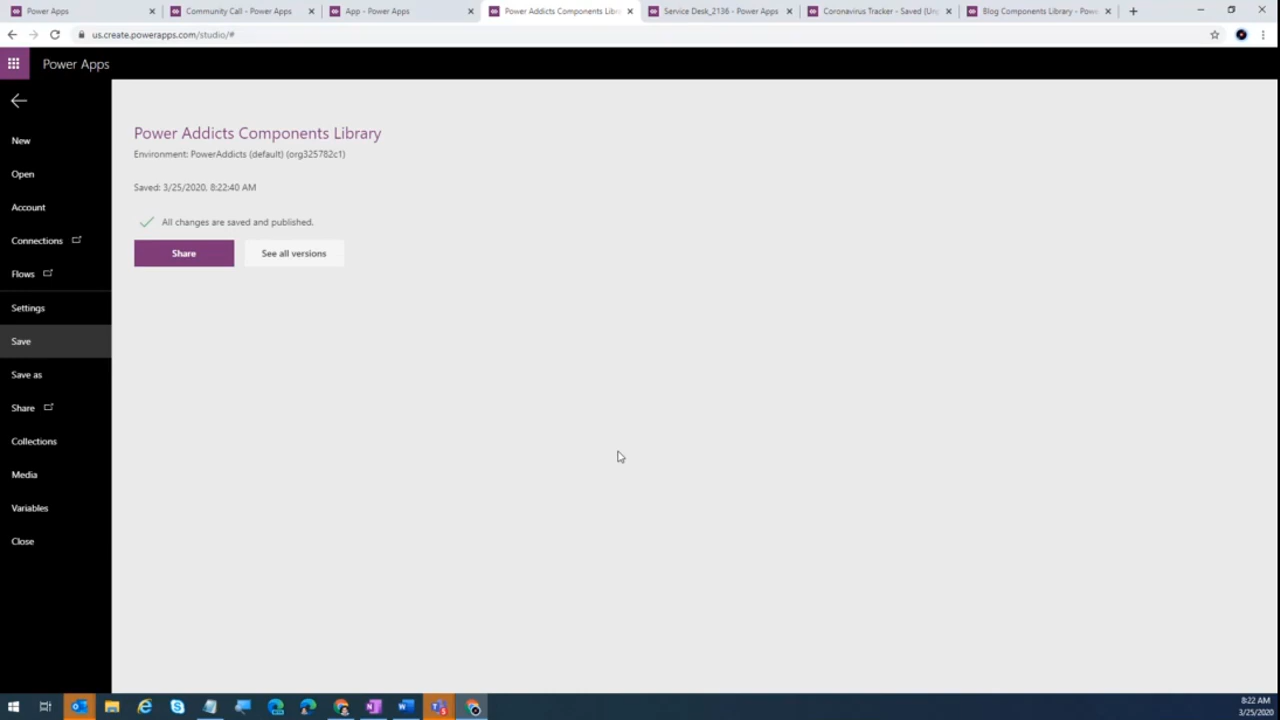 Power Apps
Community Call - Power Apps
App - Power Apps
Power Addicts Components Libr
Service Desk_2136 - Power Apps
Coronavirus Tracker - Saved (Un
Blog Components Library - Pow
us.create.powerapps.com/studio/#
Power Apps
New
Open
Account
Connections
Flows
Settings
Save
Save as
Share
Collections
Media
Variables
Close
Power Addicts Components Library
Environment: PowerAddicts (default) (org325782c1)
Saved: 3/25/2020, 8:22:40 AM
All changes are saved and published.
Share
See all versions
8:22 AM
3/25/2020